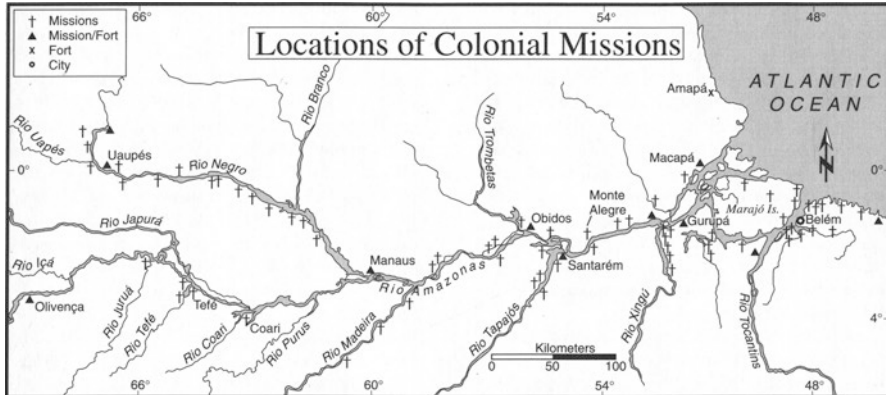 † Missions
▲ Mission/Fort
x Fort
City
Locations of Colonial Missions
66°
60°
54°
48°
ATLANTIC
OCEAN
N
Amapá
Macapá
Rio Branco
Rio Trombetas
Rio Uapés
Uaupés
Rio Negro
0°
0°
Monte
Alegre
Obidos
Gurupá
Marajó Is.
Belém
Rio Japurá
Rio Içá
Manaus
Rio Amazonas
Santarém
Olivença
Rio Juruá
Rio Tefé
Tefé
Rio Coari
Coari
Rio Purus
Rio Madeira
Rio Tapajós
Rio Xingú
Rio Tocantins
4°
4°
Kilometers
0 50 100
66°
60°
54°
48°